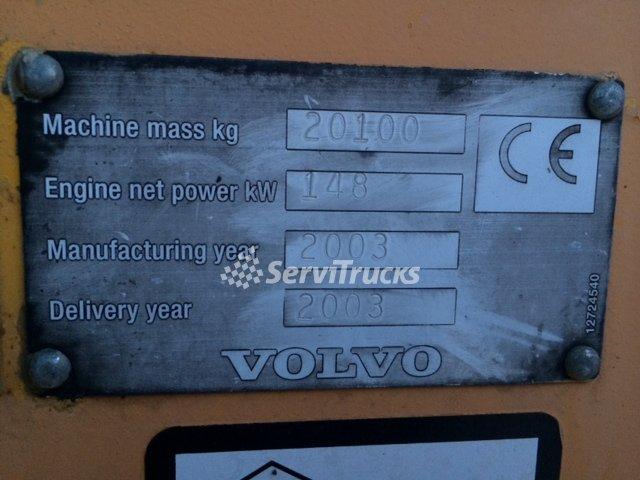 Machine mass kg 20100
CE
Engine net power kW 148
Manufacturing year 2003
ServiTrucks
Delivery year 2003
12724540
VOLVO